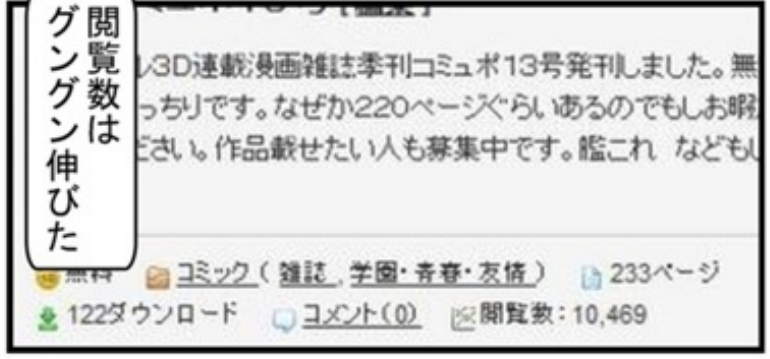 閲覧数は
グングン伸びた
レ3D連載漫画雑誌季刊コミュポ13号発刊しました。無
っちりです。なぜか220ページぐらいあるのでもしお暇
ださい。作品載せたい人も募集中です。艦これ などもし
無料 コミック ( 雑誌 , 学園・青春・友情 ) 233ページ
122ダウンロード コメント(0) 閲覧数：10,469